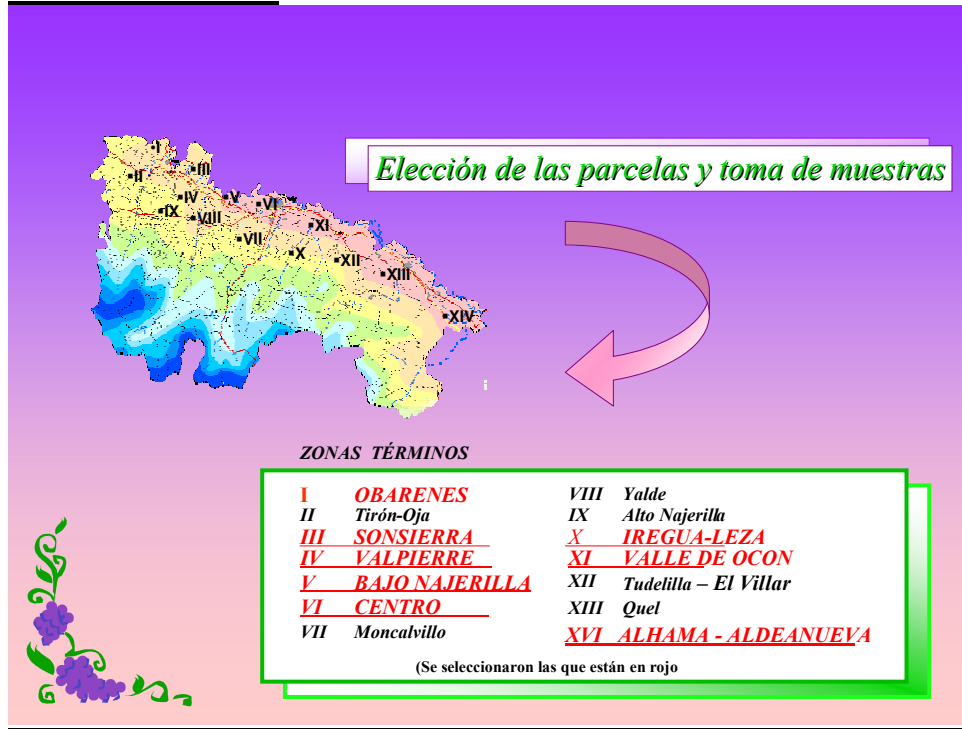 Elección de las parcelas y toma de muestras
I
II
III
IV
V
VI
IX
VIII
VII
XI
X
XII
XIII
XIV
ZONAS TÉRMINOS
I OBARENES
II Tirón-Oja
III SONSIERRA
IV VALPIERRE
V BAJO NAJERILLA
VI CENTRO
VII Moncalvillo
VIII Yalde
IX Alto Najerilla
X IREGUA-LEZA
XI VALLE DE OCON
XII Tudelilla – El Villar
XIII Quel
XVI ALHAMA - ALDEANUEVA
(Se seleccionaron las que están en rojo